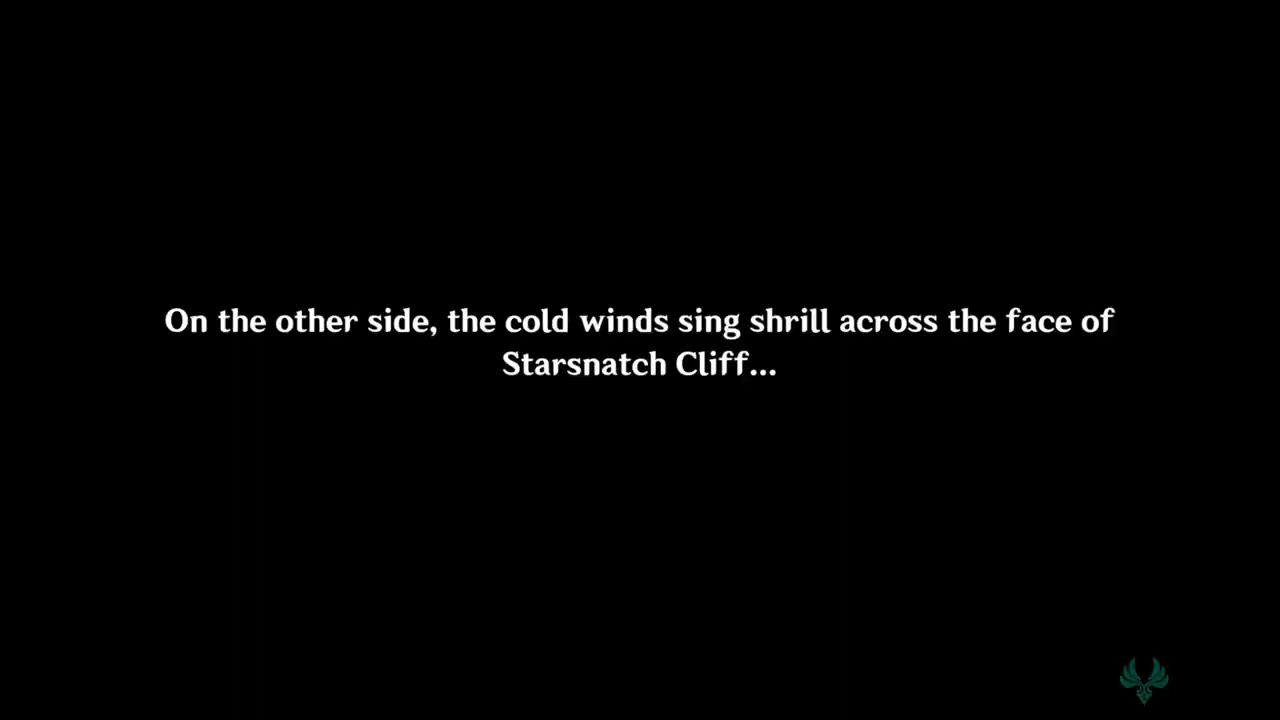 On the other side, the cold winds sing shrill across the face of
Starsnatch Cliff...